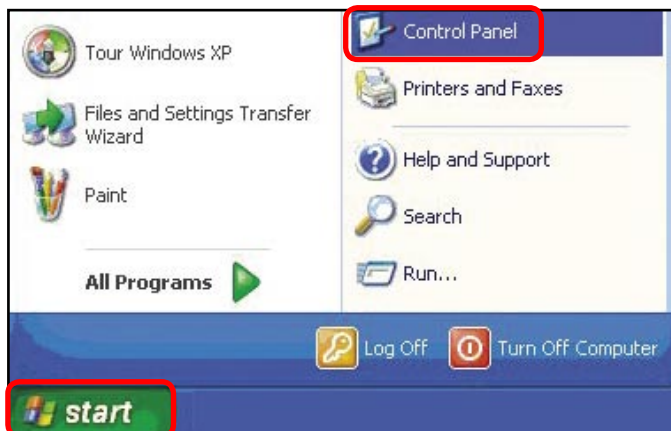 Tour Windows XP
Files and Settings Transfer
Wizard
Paint
All Programs
Control Panel
Printers and Faxes
Help and Support
Search
Run...
Log Off
Turn Off Computer
start